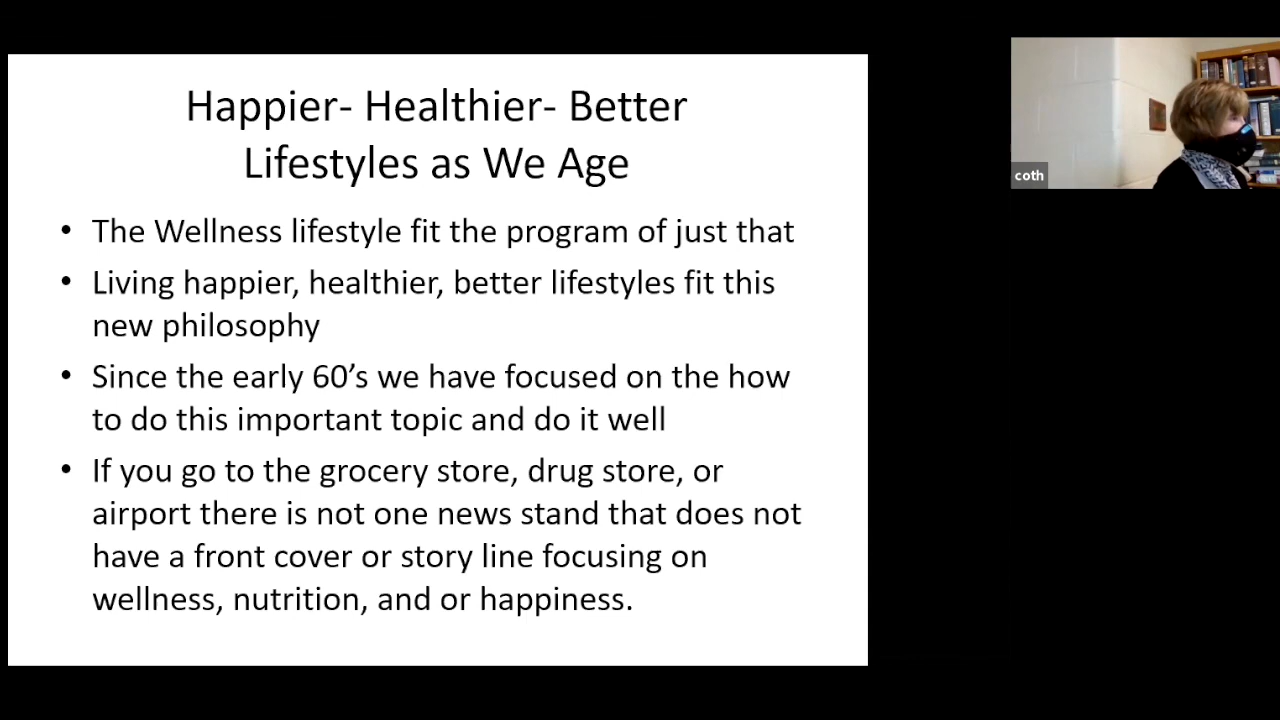 Happier- Healthier- Better
Lifestyles as We Age
• The Wellness lifestyle fit the program of just that
• Living happier, healthier, better lifestyles fit this
new philosophy
• Since the early 60’s we have focused on the how
to do this important topic and do it well
• If you go to the grocery store, drug store, or
airport there is not one news stand that does not
have a front cover or story line focusing on
wellness, nutrition, and or happiness.
coth